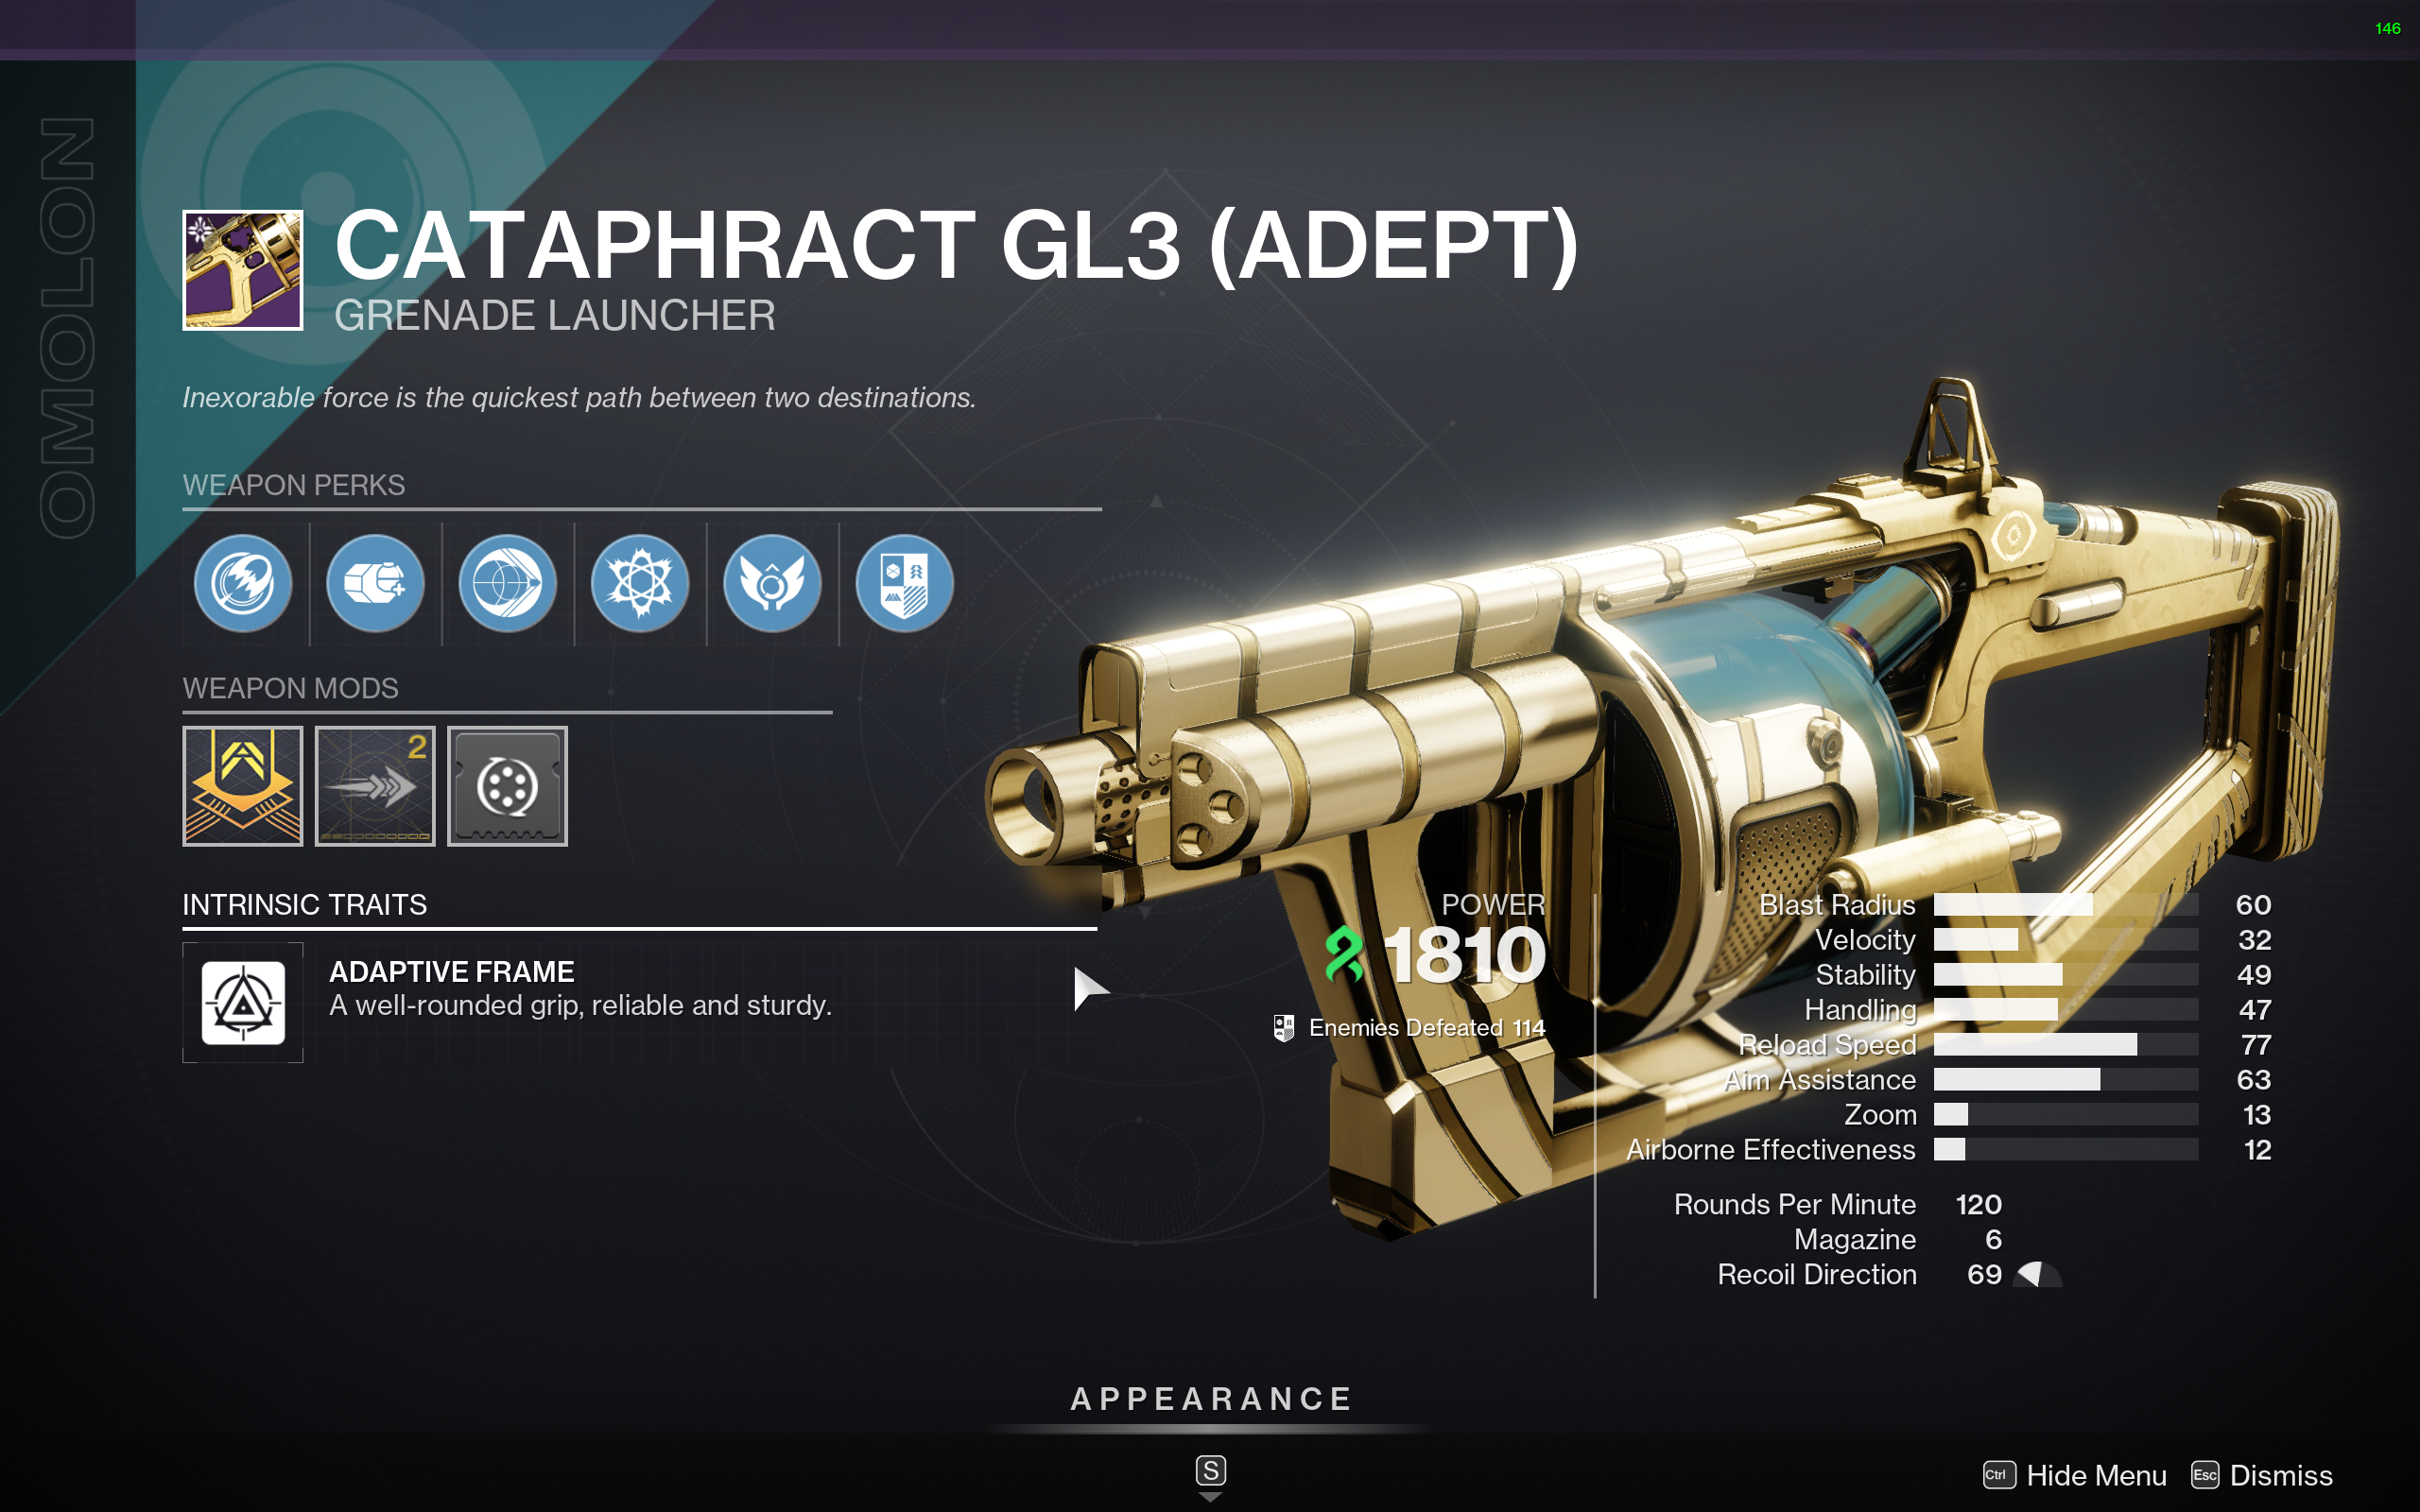 146
OMOLON
CATAPHRACT GL3 (ADEPT)
GRENADE LAUNCHER
Inexorable force is the quickest path between two destinations.
WEAPON PERKS
WEAPON MODS
2
INTRINSIC TRAITS
ADAPTIVE FRAME
A well-rounded grip, reliable and sturdy.
POWER
1810
Enemies Defeated 114
Blast Radius 60
Velocity 32
Stability 49
Handling 47
Reload Speed 77
Aim Assistance 63
Zoom 13
Airborne Effectiveness 12
Rounds Per Minute 120
Magazine 6
Recoil Direction 69
APPEARANCE
S
Ctrl Hide Menu Esc Dismiss